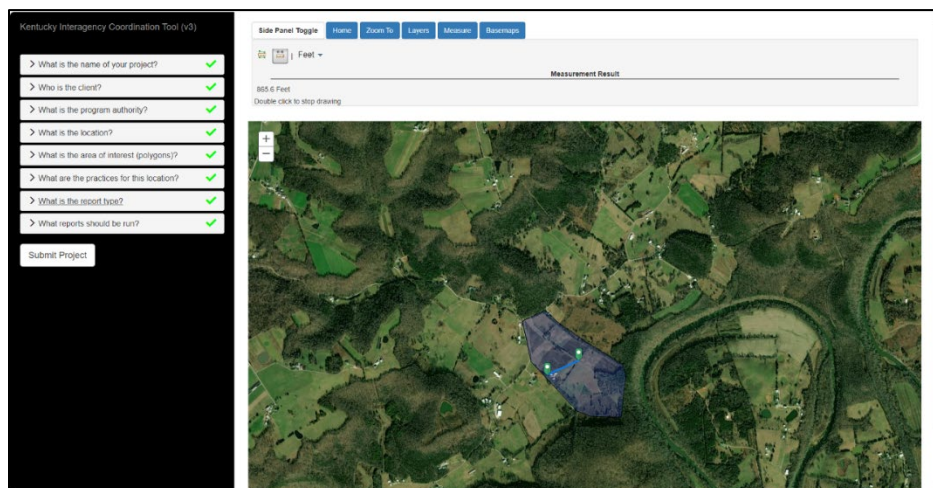 Kentucky Interagency Coordination Tool (v3)
What is the name of your project?
Who is the client?
What is the program authority?
What is the location?
What is the area of interest (polygons)?
What are the practices for this location?
What is the report type?
What reports should be run?
Submit Project
Side Panel Toggle Home Zoom To Layers Measure Basemaps
| Feet
Measurement Result
865.6 Feet
Double click to stop drawing
+
−